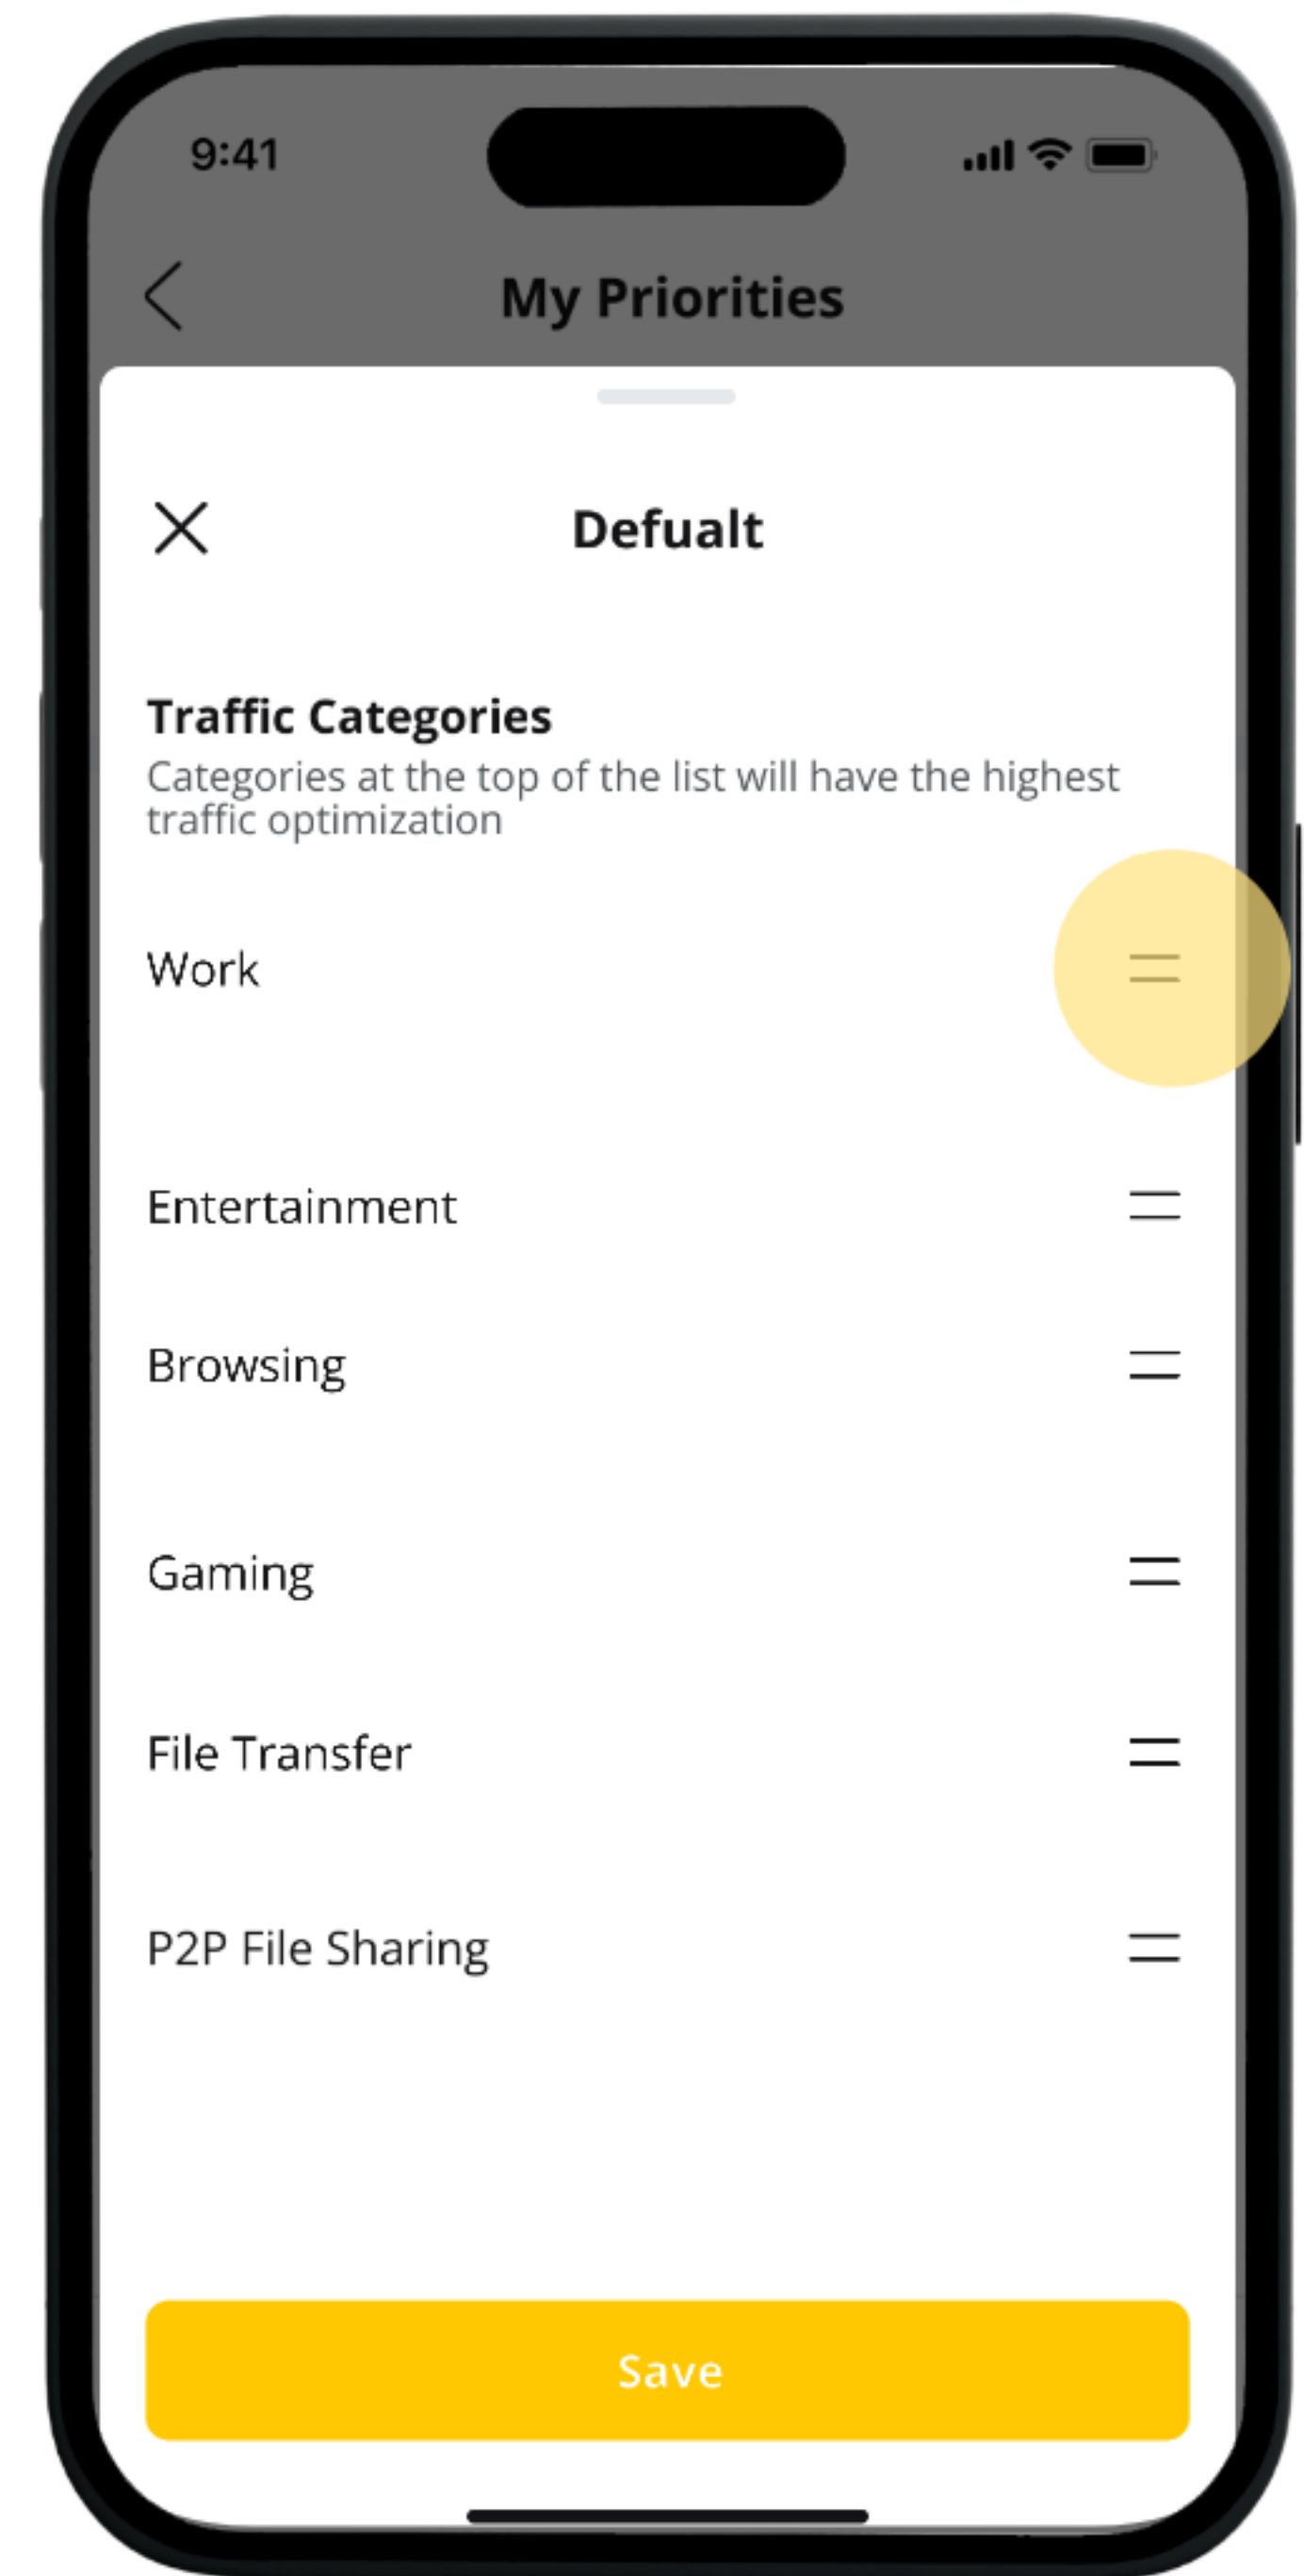 9:41
My Priorities
Defualt
Traffic Categories
Categories at the top of the list will have the highest
traffic optimization
Work
Entertainment
Browsing
Gaming
File Transfer
P2P File Sharing
Save